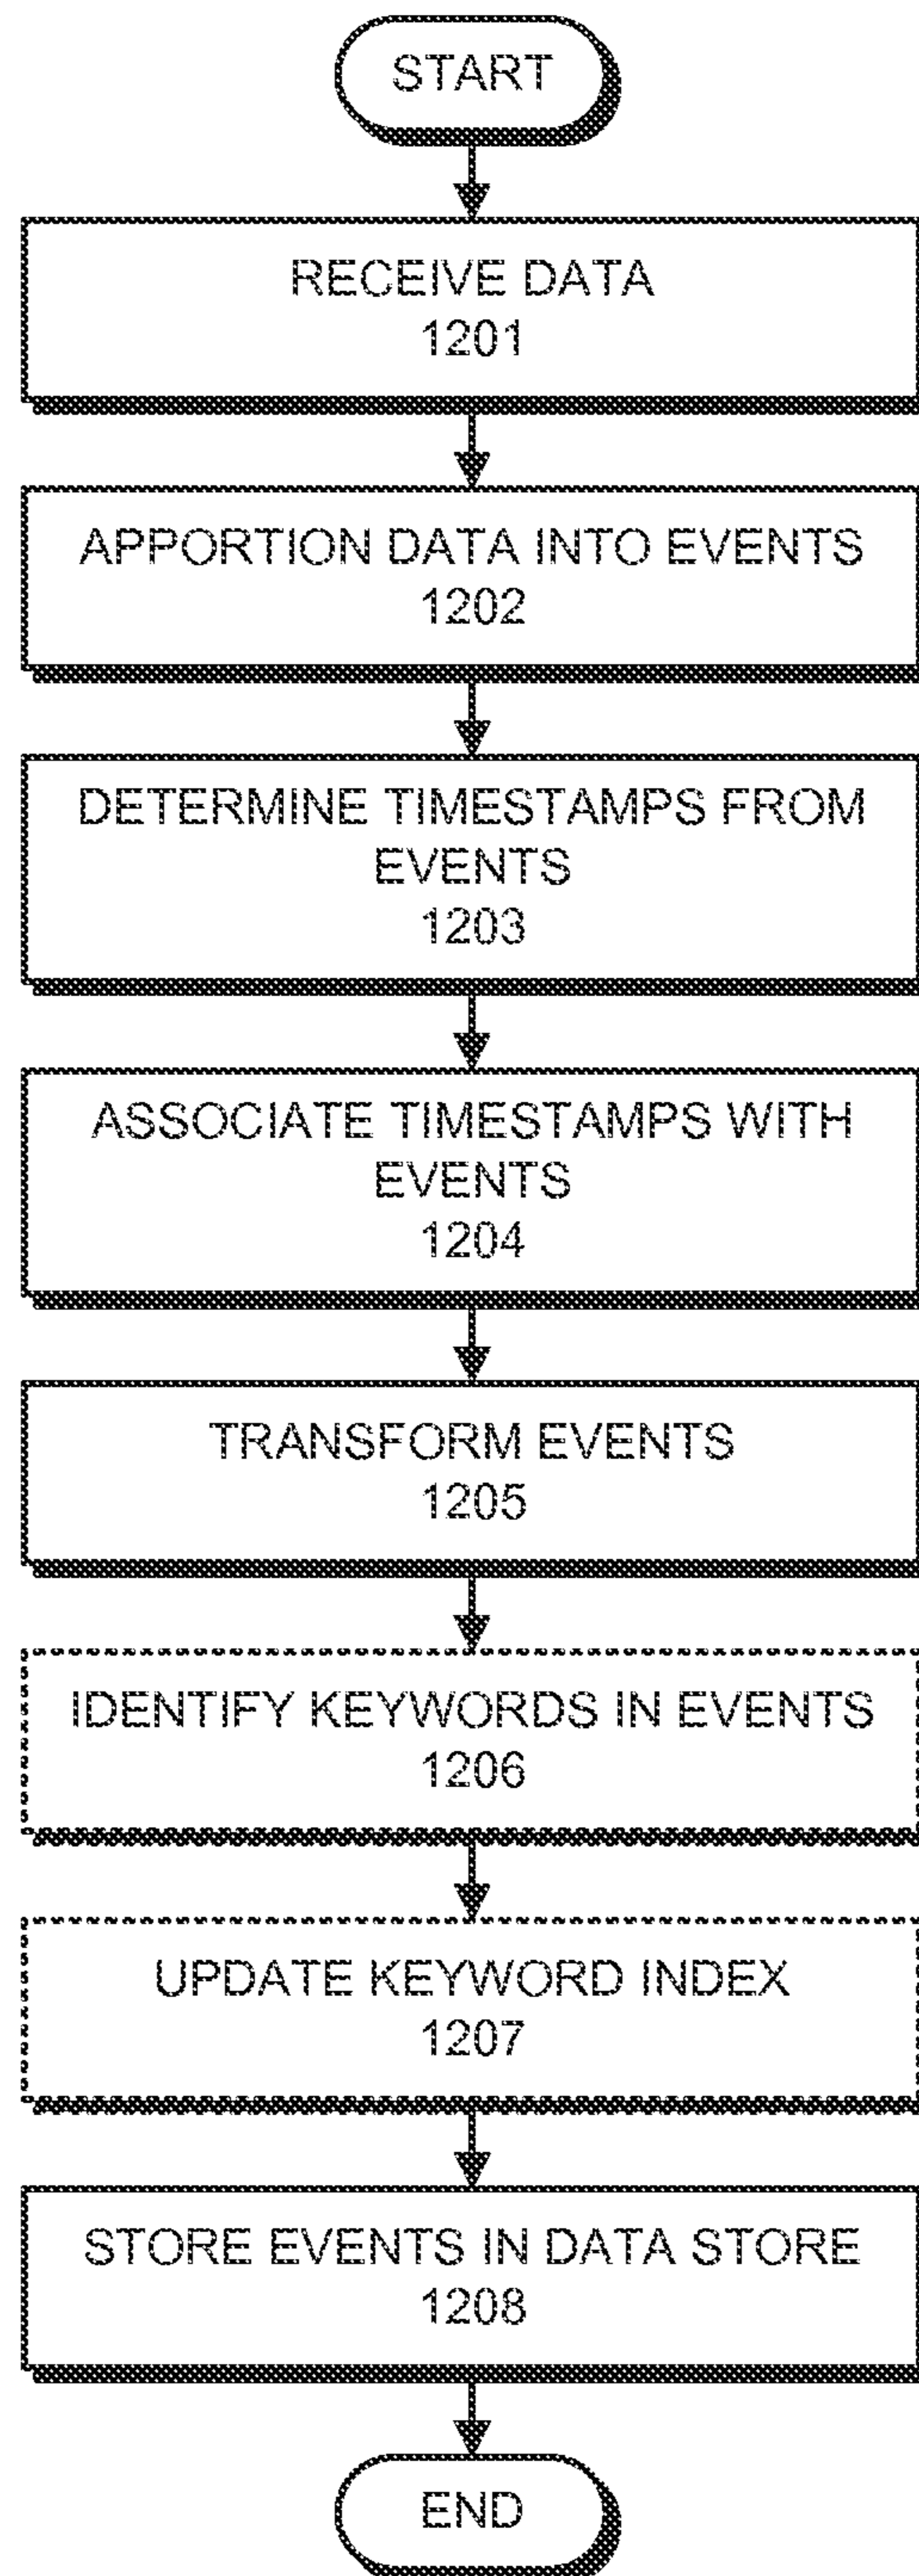 START
RECEIVE DATA
1201
APPORTION DATA INTO EVENTS
1202
DETERMINE TIMESTAMPS FROM
EVENTS
1203
ASSOCIATE TIMESTAMPS WITH
EVENTS
1204
TRANSFORM EVENTS
1205
IDENTIFY KEYWORDS IN EVENTS
1206
UPDATE KEYWORD INDEX
1207
STORE EVENTS IN DATA STORE
1208
END